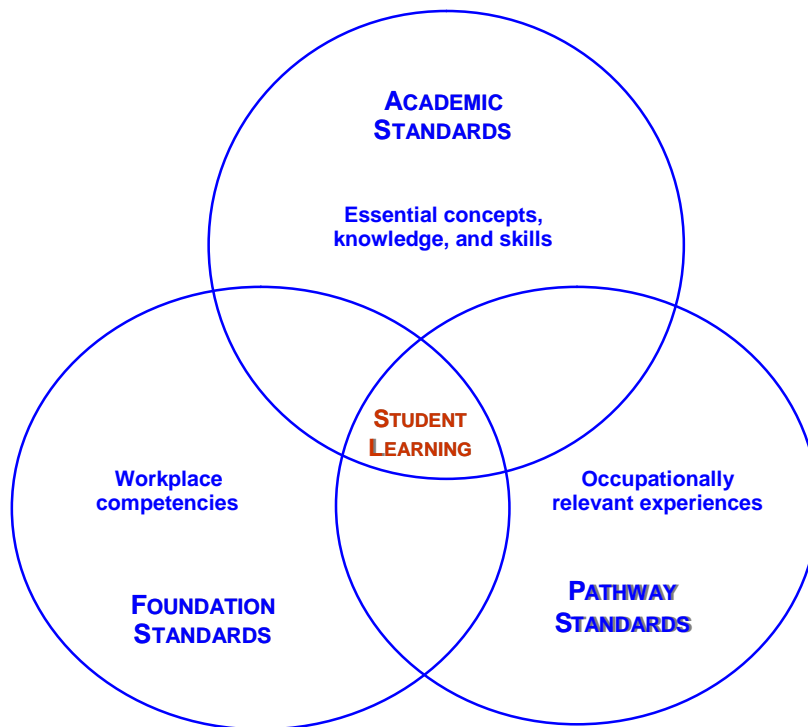 ACADEMIC
STANDARDS
Essential concepts,
knowledge, and skills
STUDENT
LEARNING
Workplace
competencies
Occupationally
relevant experiences
FOUNDATION
STANDARDS
PATHWAY
STANDARDS